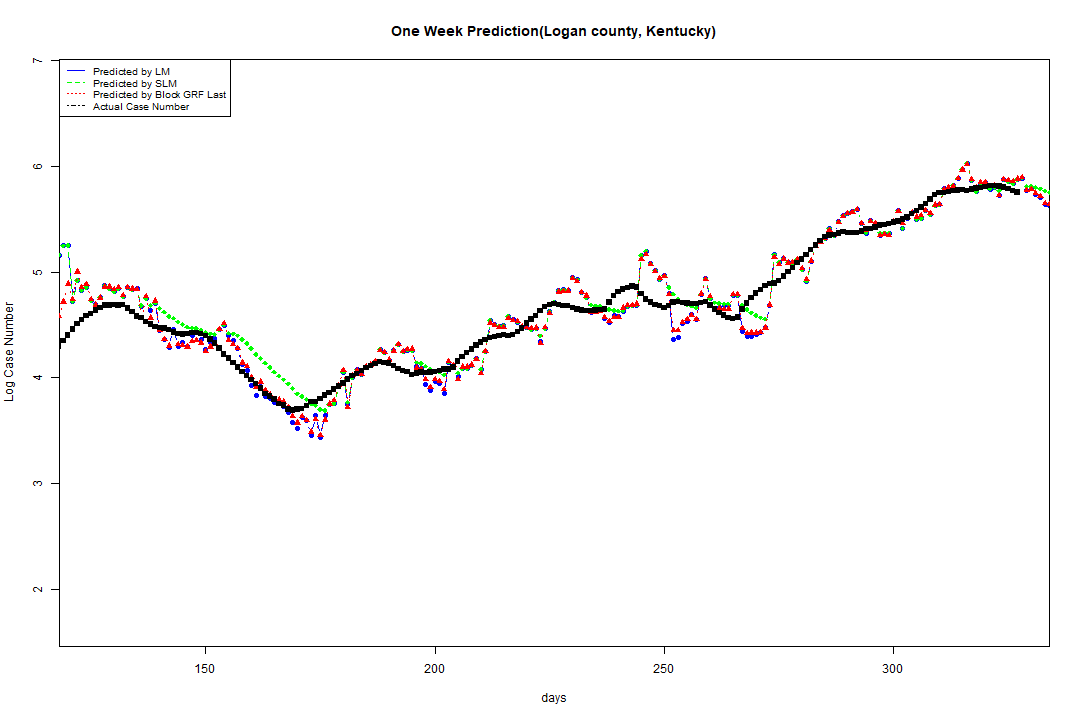 One Week Prediction(Logan county, Kentucky)
Predicted by LM
Predicted by SLM
Predicted by Block GRF Last
Actual Case Number
7
6
5
4
3
2
Log Case Number
150
200
250
300
days